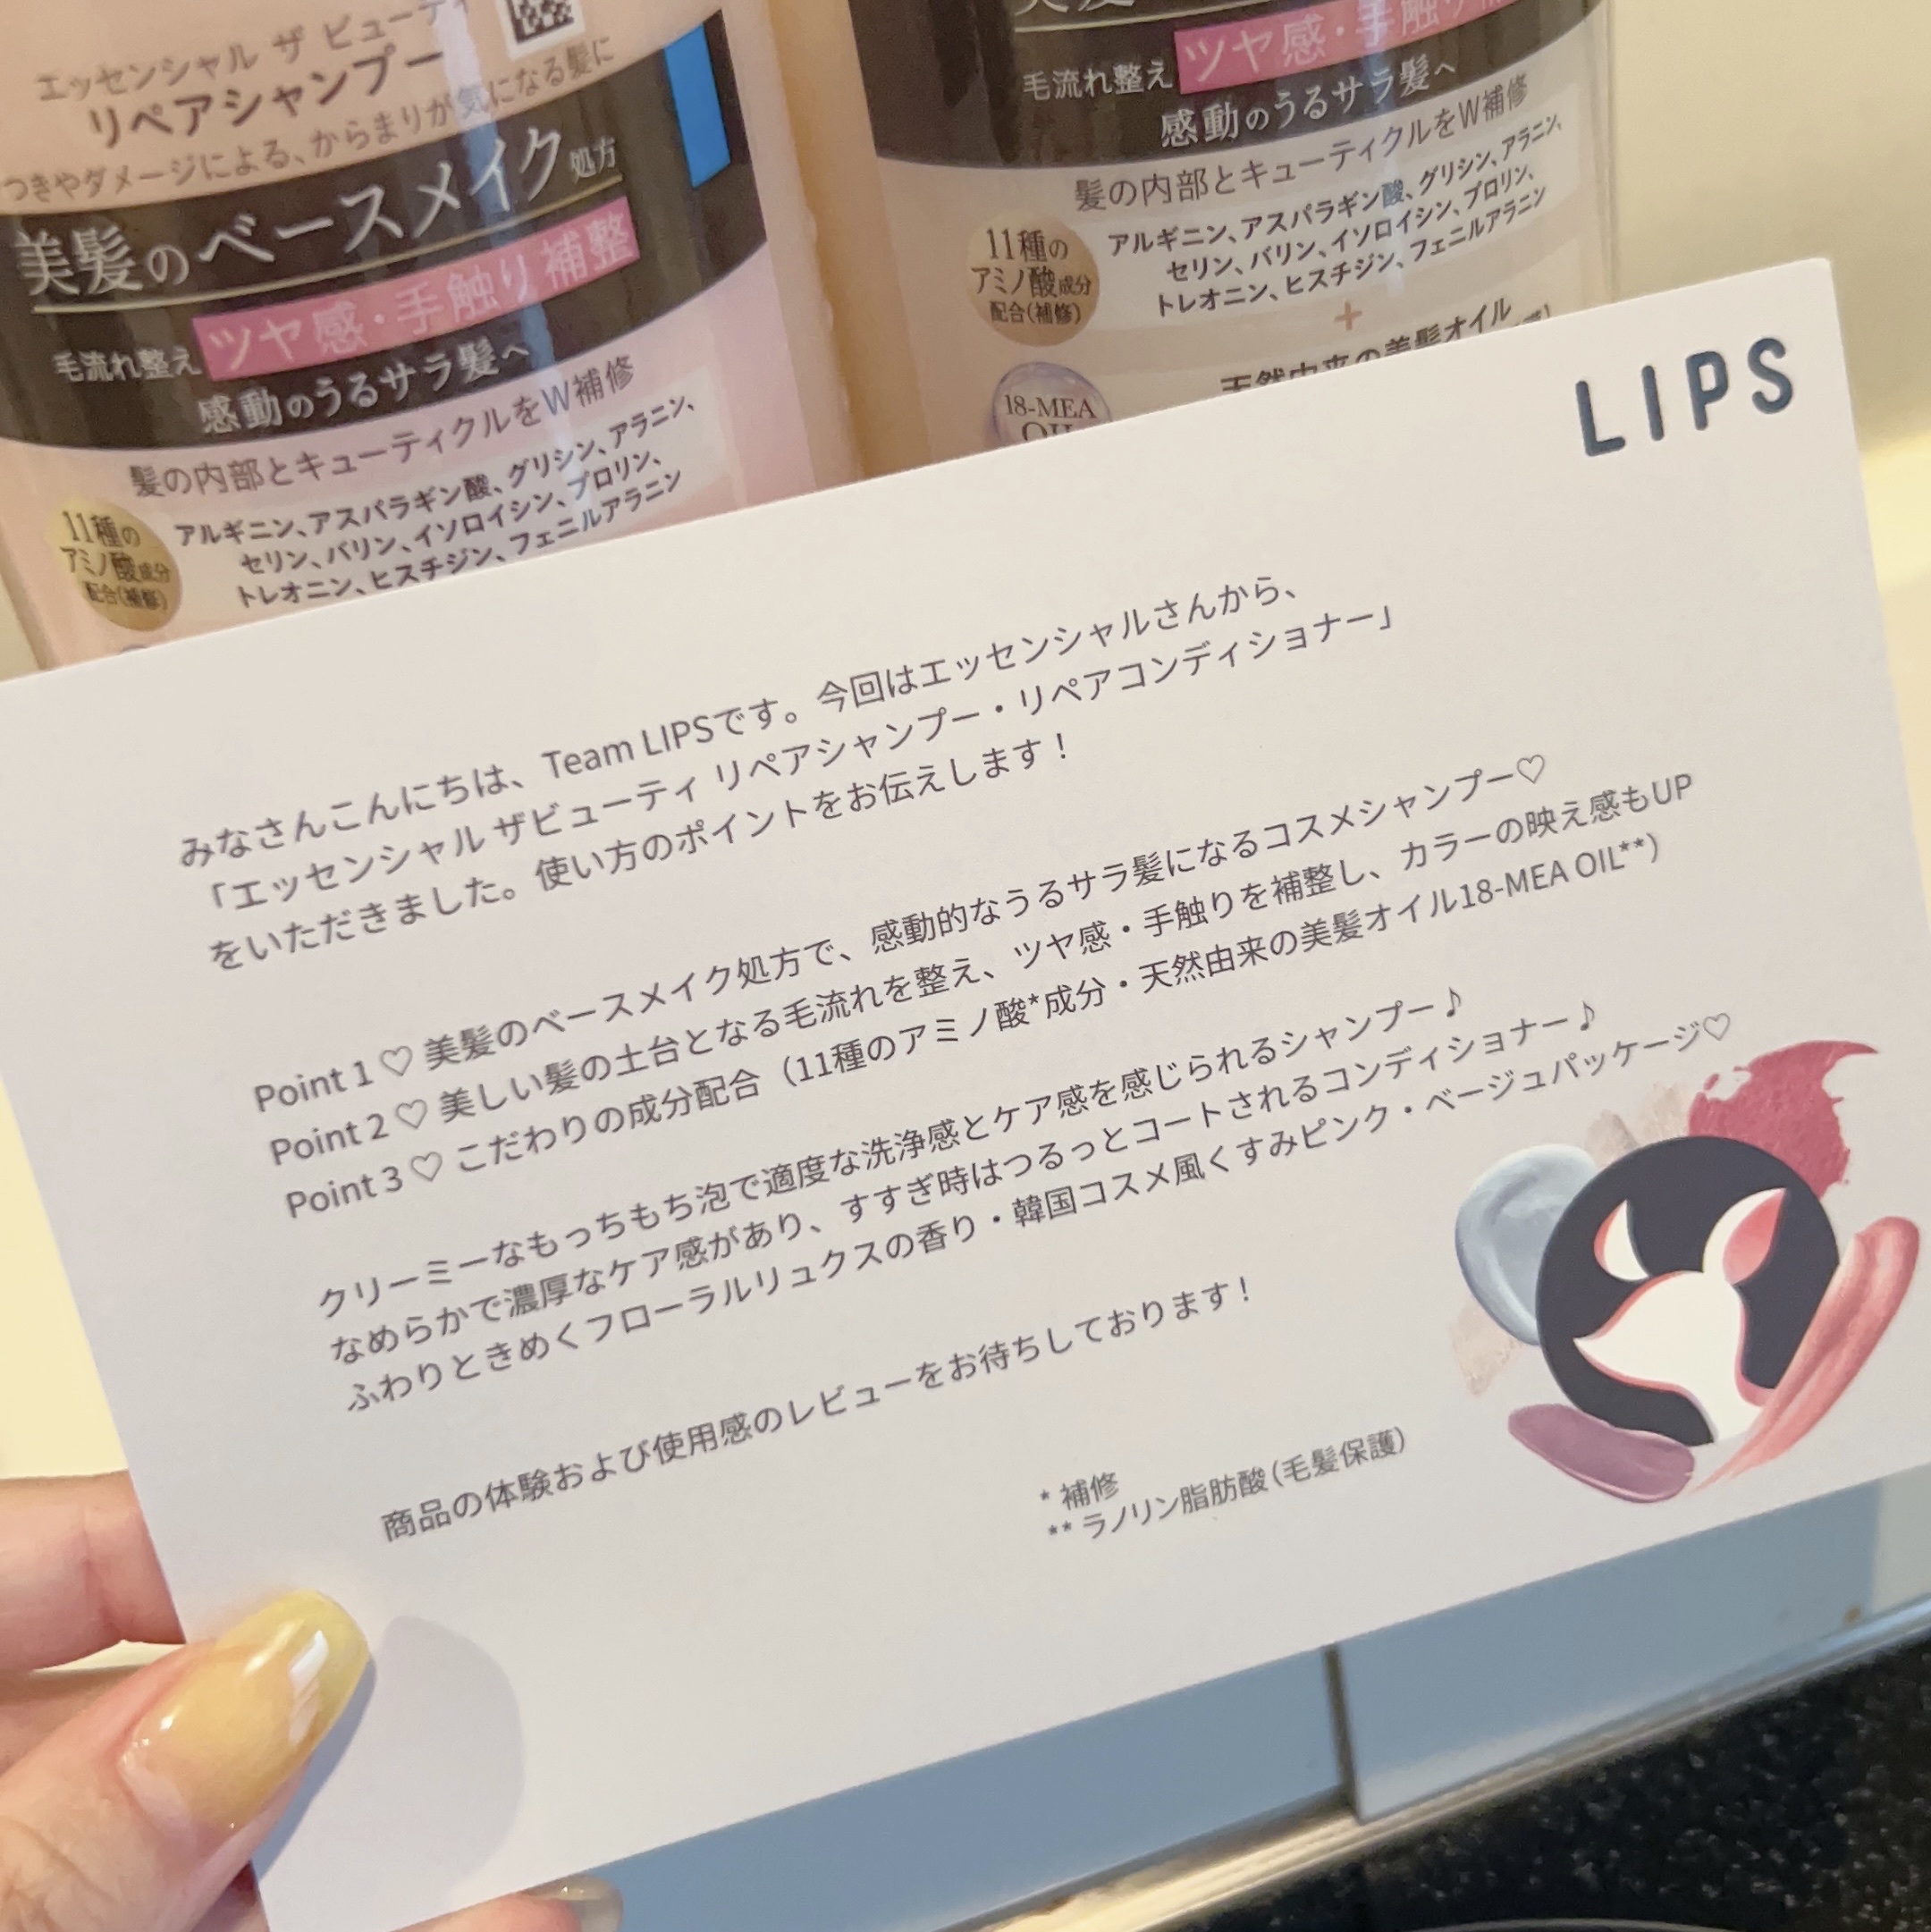 エッセンシャル ザ ビューティ
リペアシャンプー
つきやダメージによる、からまりが気になる髪に
美髪のベースメイク処方
毛流れ整え ツヤ感・手触り補整
感動のうるサラ髪へ
髪の内部とキューティクルをW補修
11種の
アミノ酸成分
配合(補修)
アルギニン、アスパラギン酸、グリシン、アラニン、
セリン、バリン、イソロイシン、プロリン、
トレオニン、ヒスチジン、フェニルアラニン
毛流れ整え ツヤ感・手触り
感動のうるサラ髪へ
髪の内部とキューティクルをW補修
11種の
アミノ酸成分
配合(補修)
アルギニン、アスパラギン酸、グリシン、アラニン、
セリン、バリン、イソロイシン、プロリン、
トレオニン、ヒスチジン、フェニルアラニン
+
18-MEA
OIL
天然由来の美髪オイル
LIPS
みなさんこんにちは、Team LIPSです。今回はエッセンシャルさんから、
「エッセンシャル ザビューティ リペアシャンプー・リペアコンディショナー」
をいただきました。使い方のポイントをお伝えします！
Point 1♡ 美髪のベースメイク処方で、感動的なうるサラ髪になるコスメシャンプー♡
Point 2♡ 美しい髪の土台となる毛流れを整え、ツヤ感・手触りを補整し、カラーの映え感もUP
Point 3♡ こだわりの成分配合（11種のアミノ酸*成分・天然由来の美髪オイル18-MEA OIL**）
クリーミーなもっちもち泡で適度な洗浄感とケア感を感じられるシャンプー♪
なめらかで濃厚なケア感があり、すすぎ時はつるっとコートされるコンディショナー♪
ふわりときめくフローラルリュクスの香り・韓国コスメ風くすみピンク・ベージュパッケージ♡
商品の体験および使用感のレビューをお待ちしております！
* 補修
** ラノリン脂肪酸（毛髪保護）